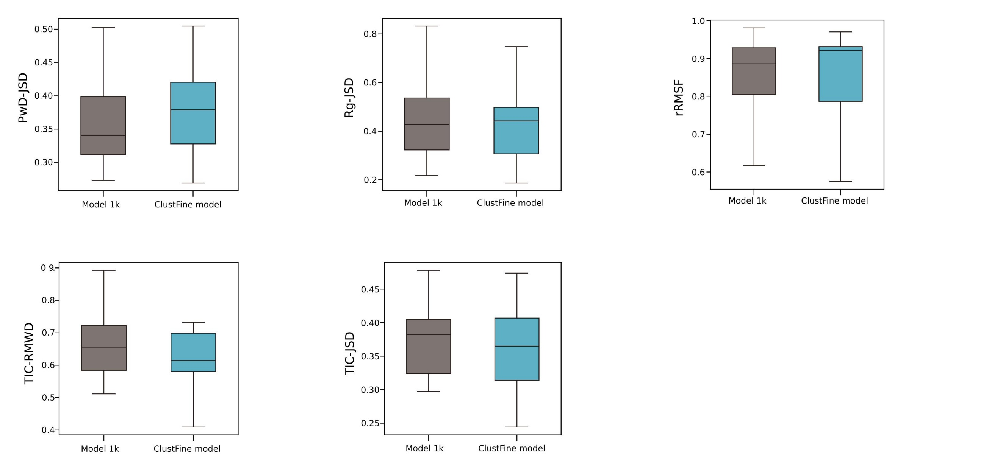 PwD-JSD
0.50
0.45
0.40
0.35
0.30
Model 1k
ClustFine model
Rg-JSD
0.8
0.6
0.4
0.2
Model 1k
ClustFine model
rRMSF
1.0
0.9
0.8
0.7
0.6
Model 1k
ClustFine model
TIC-RMWD
0 9.
0.8
0.7
0.6
0.5
0.4
Model 1k
ClustFine model
TIC-JSD
0.45
0.40
0.35
0.30
0.25
Model 1k
ClustFine model